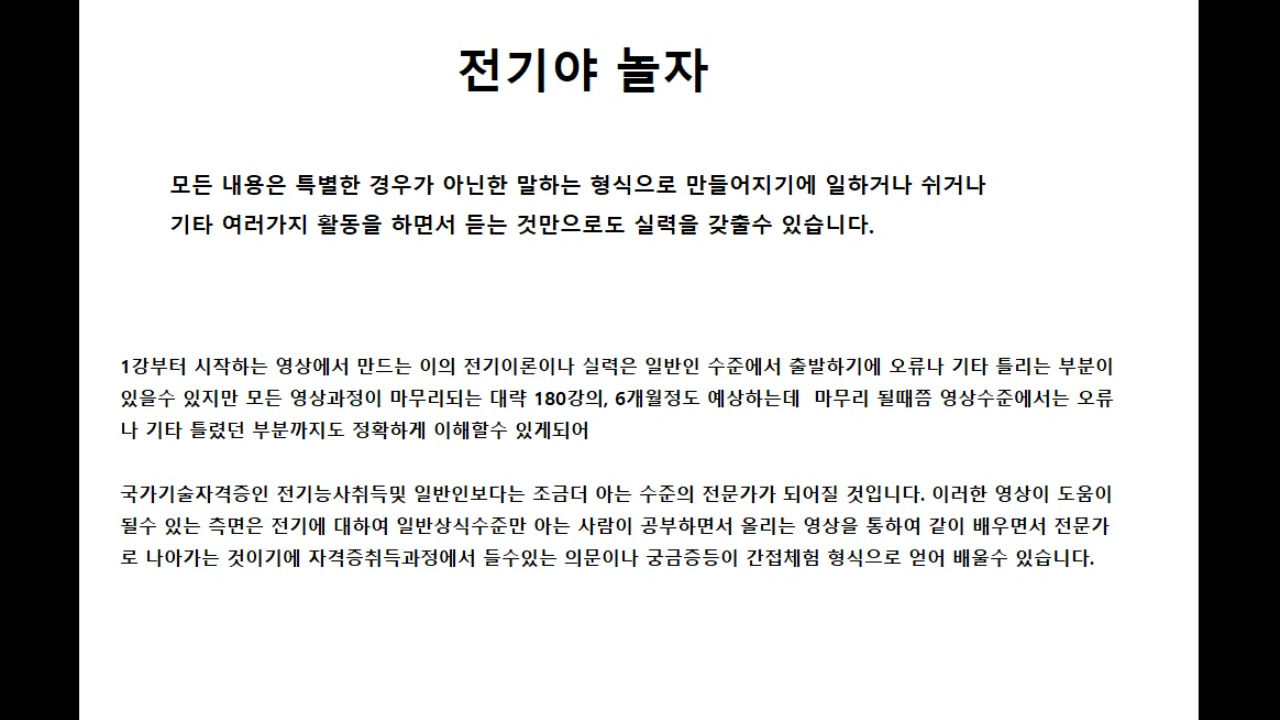 전기야 놀자
모든 내용은 특별한 경우가 아닌한 말하는 형식으로 만들어지기에 일하거나 쉬거나
기타 여러가지 활동을 하면서 듣는 것만으로도 실력을 갖출수 있습니다.
1강부터 시작하는 영상에서 만드는 이의 전기이론이나 실력은 일반인 수준에서 출발하기에 오류나 기타 틀리는 부분이
있을수 있지만 모든 영상과정이 마무리되는 대략 180강의, 6개월정도 예상하는데 마무리 될때쯤 영상수준에서는 오류
나 기타 틀렸던 부분까지도 정확하게 이해할수 있게되어
국가기술자격증인 전기능사취득및 일반인보다는 조금더 아는 수준의 전문가가 되어질 것입니다. 이러한 영상이 도움이
될수 있는 측면은 전기에 대하여 일반상식수준만 아는 사람이 공부하면서 올리는 영상을 통하여 같이 배우면서 전문가
로 나아가는 것이기에 자격증취득과정에서 들수있는 의문이나 궁금증등이 간접체험 형식으로 얻어 배울수 있습니다.